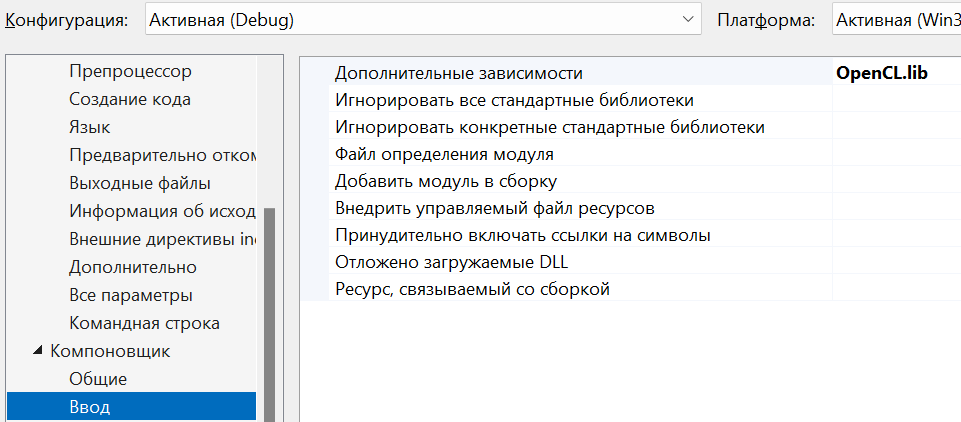 Конфигурация: Активная (Debug) Платформа: Активная (Win3
Препроцессор
Создание кода
Язык
Предварительно отком
Выходные файлы
Информация об исход
Внешние директивы in
Дополнительно
Все параметры
Командная строка
Компоновщик
Общие
Ввод
Дополнительные зависимости OpenCL.lib
Игнорировать все стандартные библиотеки
Игнорировать конкретные стандартные библиотеки
Файл определения модуля
Добавить модуль в сборку
Внедрить управляемый файл ресурсов
Принудительно включать ссылки на символы
Отложено загружаемые DLL
Ресурс, связываемый со сборкой